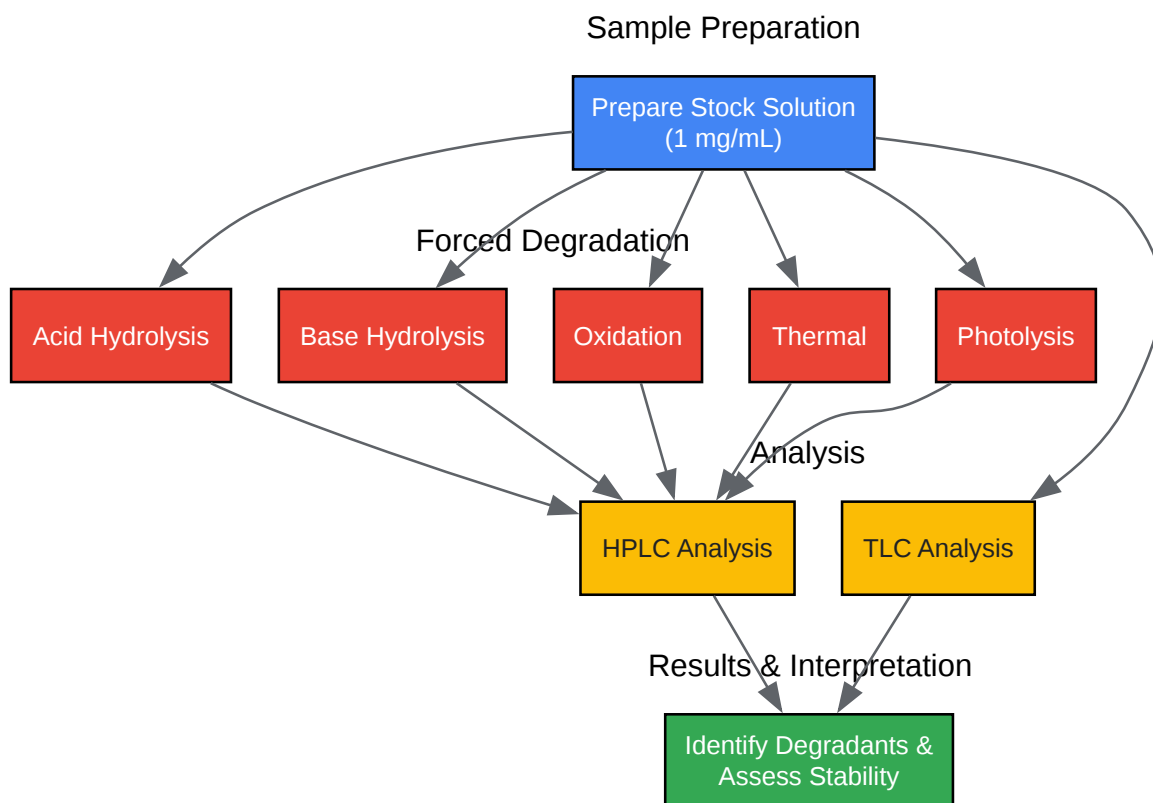 Sample Preparation
Prepare Stock Solution
(1 mg/mL)
Forced Degradation
Acid Hydrolysis
Base Hydrolysis
Oxidation
Thermal
Photolysis
Analysis
HPLC Analysis
TLC Analysis
Results & Interpretation
Identify Degradants &
Assess Stability